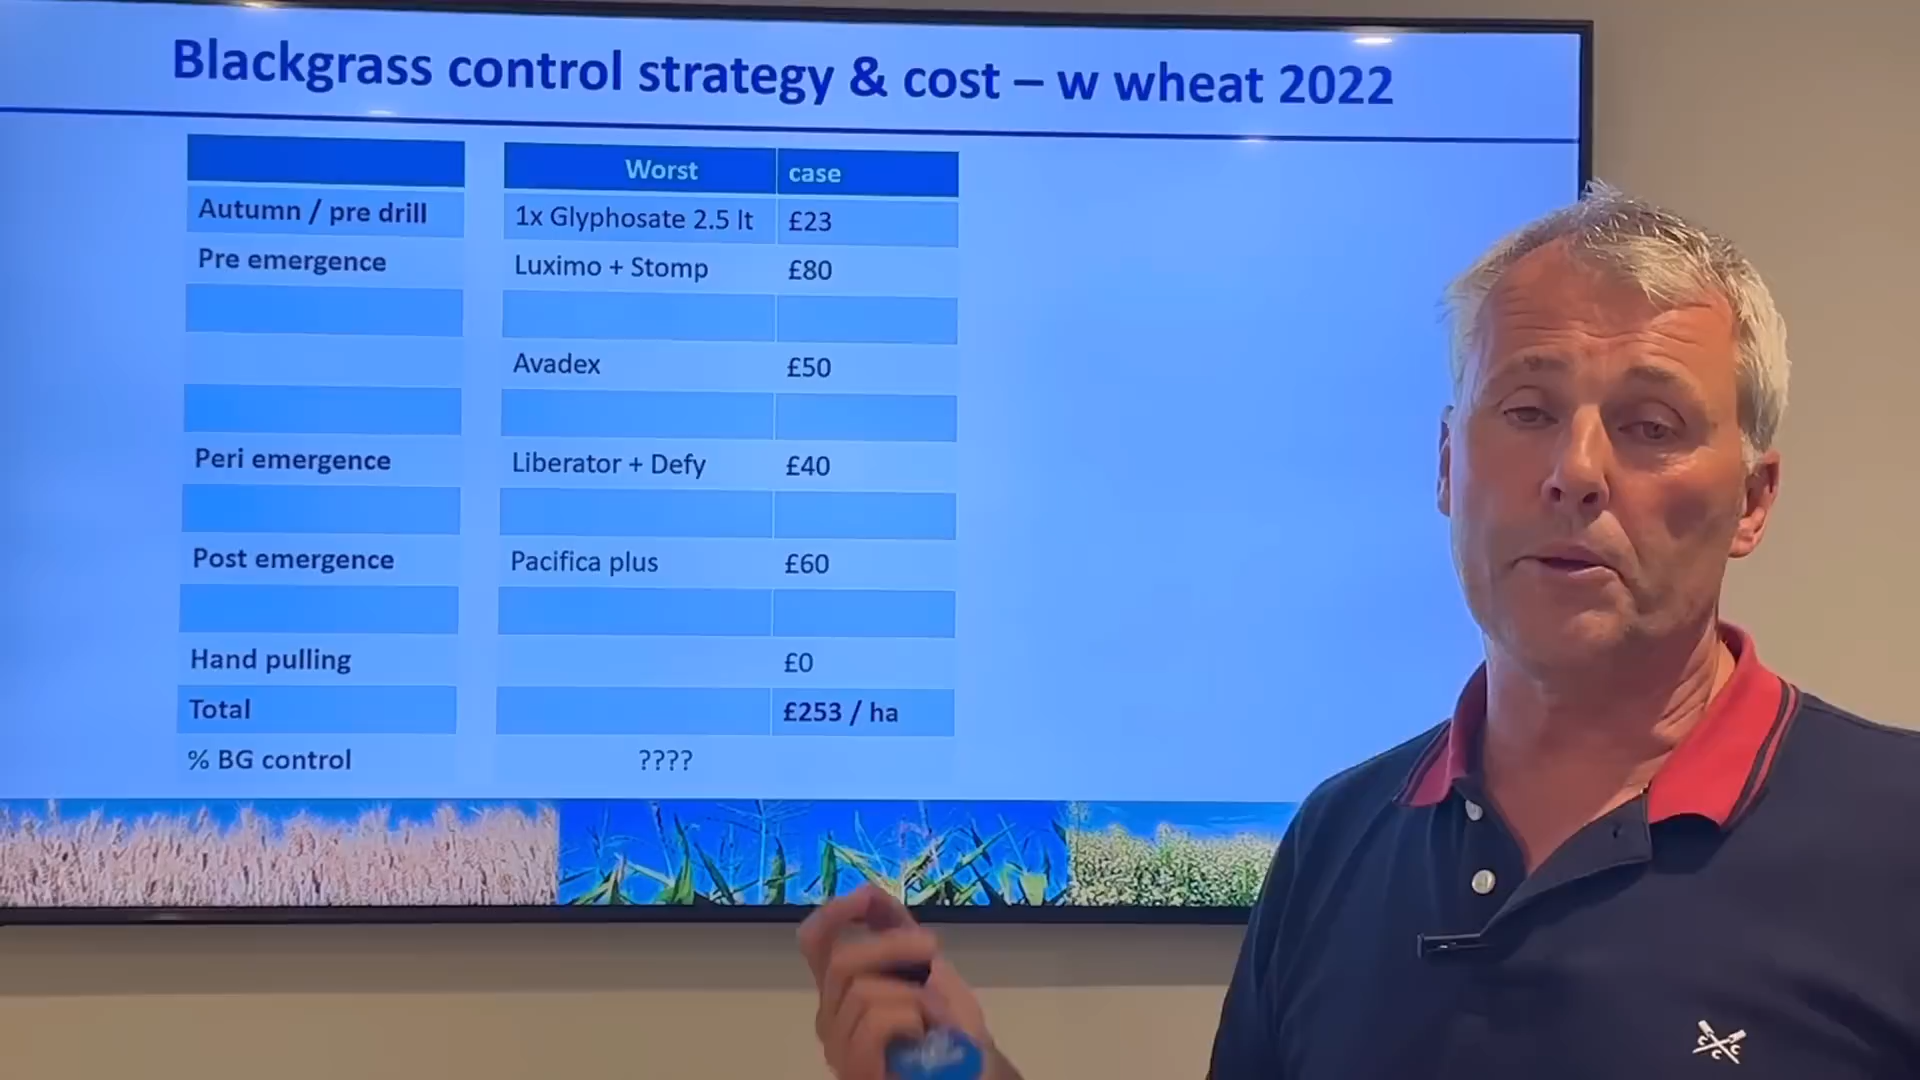 Blackgrass control strategy & cost – w wheat 2022
Worst case
Autumn / pre drill 1x Glyphosate 2.5 lt £23
Pre emergence Luximo + Stomp £80
Avadex £50
Peri emergence Liberator + Defy £40
Post emergence Pacifica plus £60
Hand pulling £0
Total £253 / ha
% BG control ????